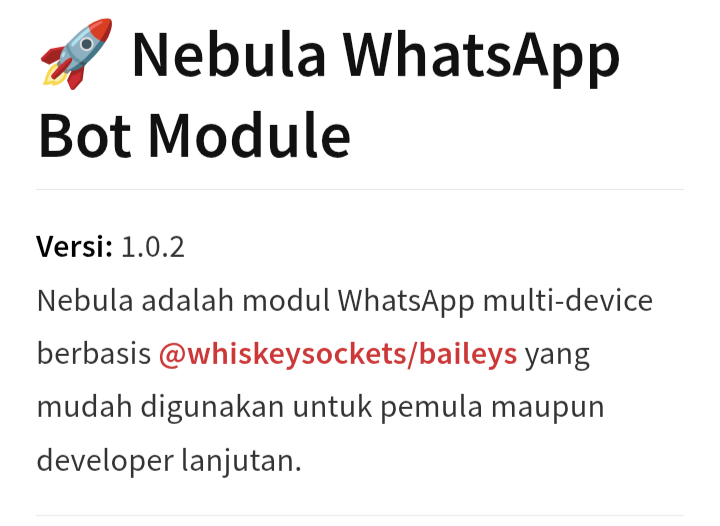 🚀 Nebula WhatsApp
Bot Module
Versi: 1.0.2
Nebula adalah modul WhatsApp multi-device
berbasis @whiskeysockets/baileys yang
mudah digunakan untuk pemula maupun
developer lanjutan.